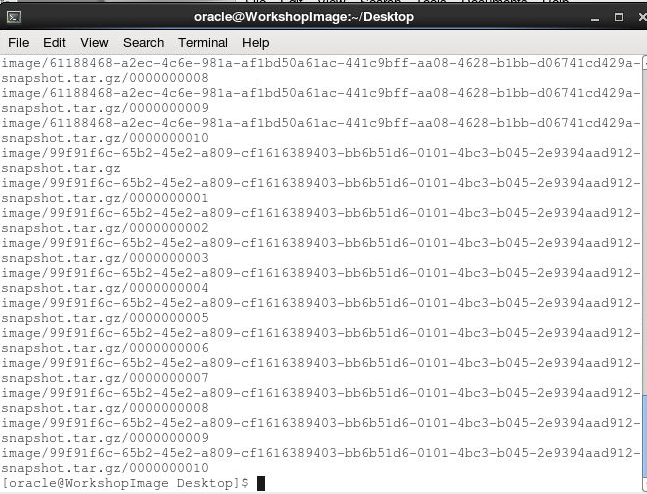 oracle@WorkshopImage:~/Desktop
File Edit View Search Terminal Help
image/61188468-a2ec-4c6e-981a-af1bd50a61ac-441c9bff-aa08-4628-b1bb-d06741cd429a-
snapshot.tar.gz/0000000008
image/61188468-a2ec-4c6e-981a-af1bd50a61ac-441c9bff-aa08-4628-b1bb-d06741cd429a-
snapshot.tar.gz/0000000009
image/61188468-a2ec-4c6e-981a-af1bd50a61ac-441c9bff-aa08-4628-b1bb-d06741cd429a-
snapshot.tar.gz/0000000010
image/99f91f6c-65b2-45e2-a809-cf1616389403-bb6b51d6-0101-4bc3-b045-2e9394aad912-
snapshot.tar.gz
image/99f91f6c-65b2-45e2-a809-cf1616389403-bb6b51d6-0101-4bc3-b045-2e9394aad912-
snapshot.tar.gz/0000000001
image/99f91f6c-65b2-45e2-a809-cf1616389403-bb6b51d6-0101-4bc3-b045-2e9394aad912-
snapshot.tar.gz/0000000002
image/99f91f6c-65b2-45e2-a809-cf1616389403-bb6b51d6-0101-4bc3-b045-2e9394aad912-
snapshot.tar.gz/0000000003
image/99f91f6c-65b2-45e2-a809-cf1616389403-bb6b51d6-0101-4bc3-b045-2e9394aad912-
snapshot.tar.gz/0000000004
image/99f91f6c-65b2-45e2-a809-cf1616389403-bb6b51d6-0101-4bc3-b045-2e9394aad912-
snapshot.tar.gz/0000000005
image/99f91f6c-65b2-45e2-a809-cf1616389403-bb6b51d6-0101-4bc3-b045-2e9394aad912-
snapshot.tar.gz/0000000006
image/99f91f6c-65b2-45e2-a809-cf1616389403-bb6b51d6-0101-4bc3-b045-2e9394aad912-
snapshot.tar.gz/0000000007
image/99f91f6c-65b2-45e2-a809-cf1616389403-bb6b51d6-0101-4bc3-b045-2e9394aad912-
snapshot.tar.gz/0000000008
image/99f91f6c-65b2-45e2-a809-cf1616389403-bb6b51d6-0101-4bc3-b045-2e9394aad912-
snapshot.tar.gz/0000000009
image/99f91f6c-65b2-45e2-a809-cf1616389403-bb6b51d6-0101-4bc3-b045-2e9394aad912-
snapshot.tar.gz/0000000010
[oracle@WorkshopImage Desktop]$